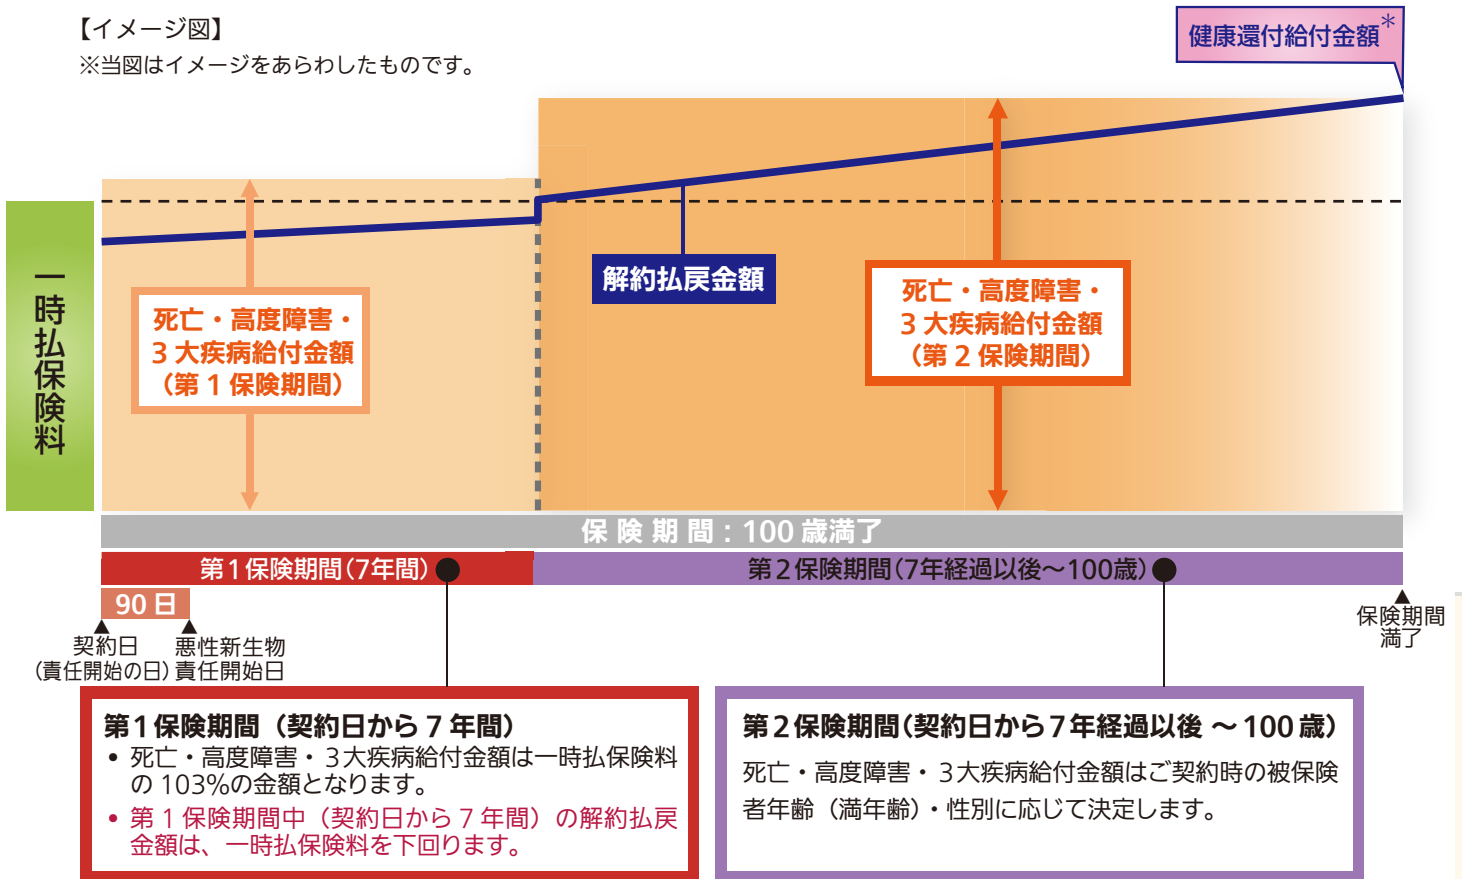 【イメージ図】
※当図はイメージをあらわしたものです。
健康還付給付金額＊
一時払保険料
死亡・高度障害・
３大疾病給付金額
（第１保険期間）
解約払戻金額
死亡・高度障害・
３大疾病給付金額
（第２保険期間）
保険期間：100歳満了
第１保険期間（7年間）
第２保険期間（7年経過以後～100歳）
90日
▲
契約日
（責任開始の日）
▲
悪性新生物
責任開始日
▲
保険期間
満了
第１保険期間（契約日から７年間）
• 死亡・高度障害・３大疾病給付金額は一時払保険料
の103%の金額となります。
• 第１保険期間中（契約日から７年間）の解約払戻
金額は、一時払保険料を下回ります。
第２保険期間（契約日から７年経過以後 ～100歳）
死亡・高度障害・３大疾病給付金額はご契約時の被保険
者年齢（満年齢）・性別に応じて決定します。